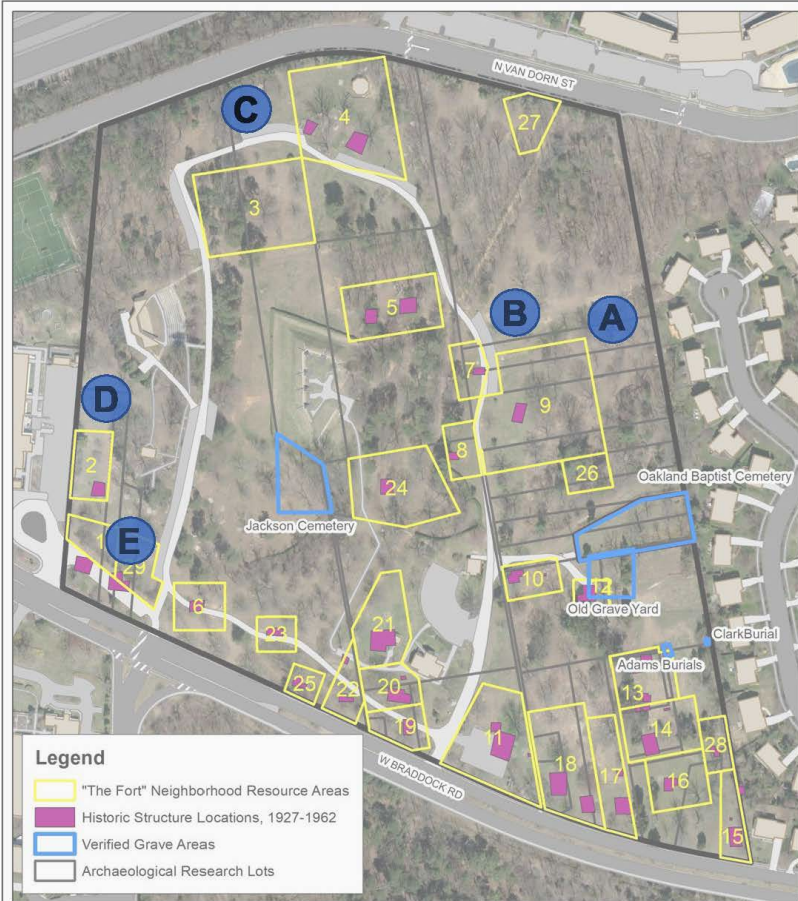 N VAN DORN ST
C
4
27
3
5
B
A
7
9
D
8
2
24
26
Oakland Baptist Cemetery
Jackson Cemetery
E
29
10
6
Old Grave Yard
23
21
ClarkBurial
Adams Burials
25
22
20
13
19
11
14
28
18
17
16
15
W BRADDOCK RD
Legend
"The Fort" Neighborhood Resource Areas
Historic Structure Locations, 1927-1962
Verified Grave Areas
Archaeological Research Lots